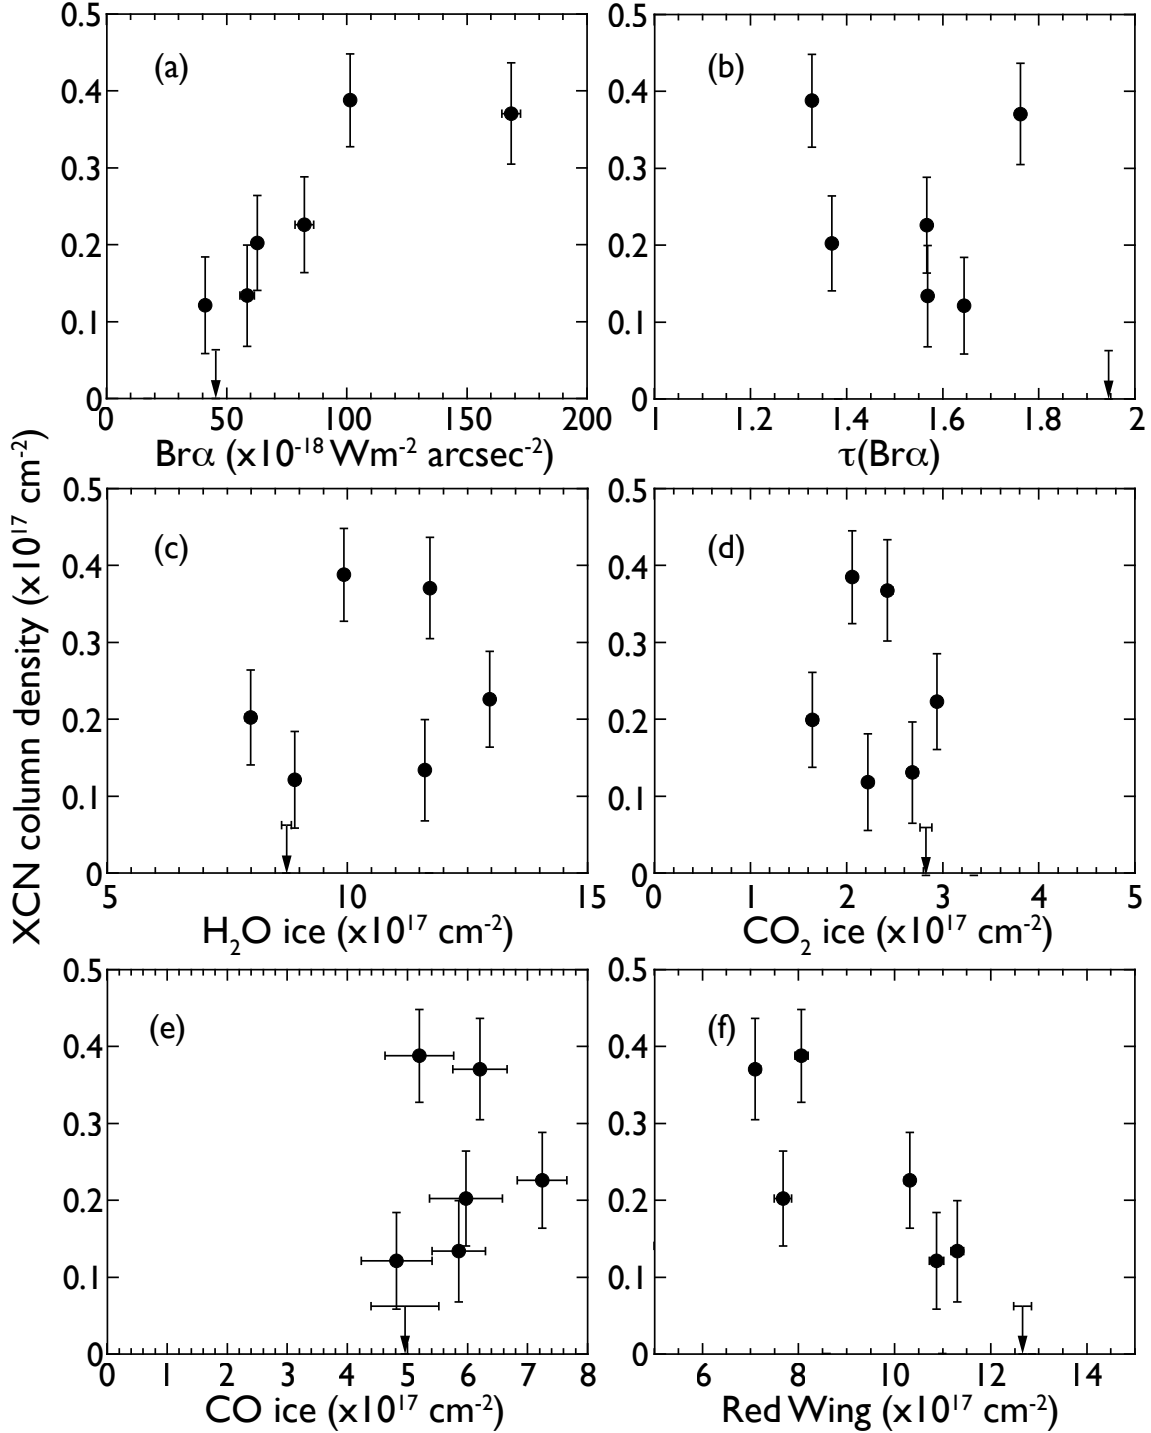 XCN column density (x10¹⁷ cm⁻²)
0.5
0.4
0.3
0.2
0.1
0
(a)
0 50 100 150 200
Brα (x10⁻¹⁸ Wm⁻² arcsec⁻²)
0.5
0.4
0.3
0.2
0.1
0
(b)
1 1.2 1.4 1.6 1.8 2
τ(Brα)
0.5
0.4
0.3
0.2
0.1
0
(c)
5 10 15
H₂O ice (x10¹⁷ cm⁻²)
0.5
0.4
0.3
0.2
0.1
0
(d)
0 1 2 3 4 5
CO₂ ice (x10¹⁷ cm⁻²)
0.5
0.4
0.3
0.2
0.1
0
(e)
0 1 2 3 4 5 6 7 8
CO ice (x10¹⁷ cm⁻²)
0.5
0.4
0.3
0.2
0.1
0
(f)
6 8 10 12 14
Red Wing (x10¹⁷ cm⁻²)